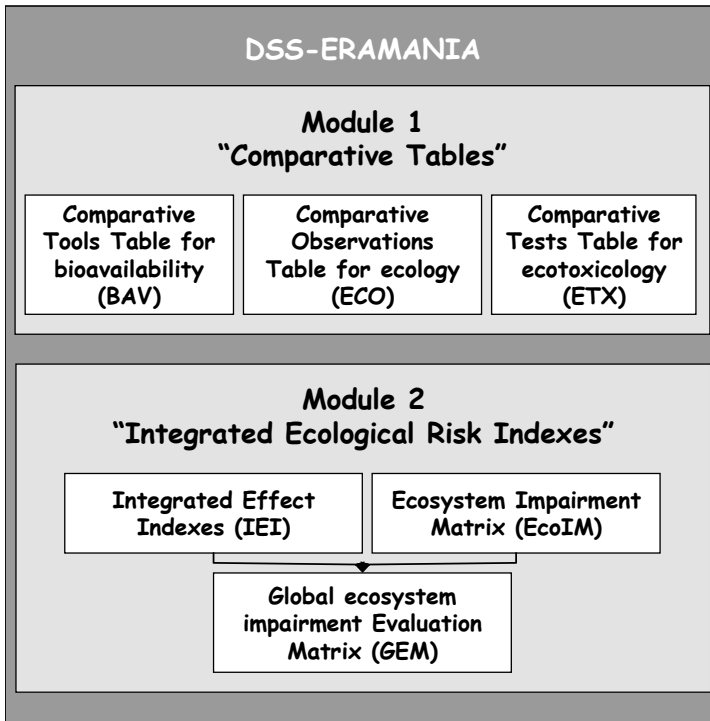 DSS-ERAMANIA
Module 1
“Comparative Tables”
Comparative
Tools Table for
bioavailability
(BAV)
Comparative
Observations
Table for ecology
(ECO)
Comparative
Tests Table for
ecotoxicology
(ETX)
Module 2
“Integrated Ecological Risk Indexes”
Integrated Effect
Indexes (IEI)
Ecosystem Impairment
Matrix (EcoIM)
Global ecosystem
impairment Evaluation
Matrix (GEM)